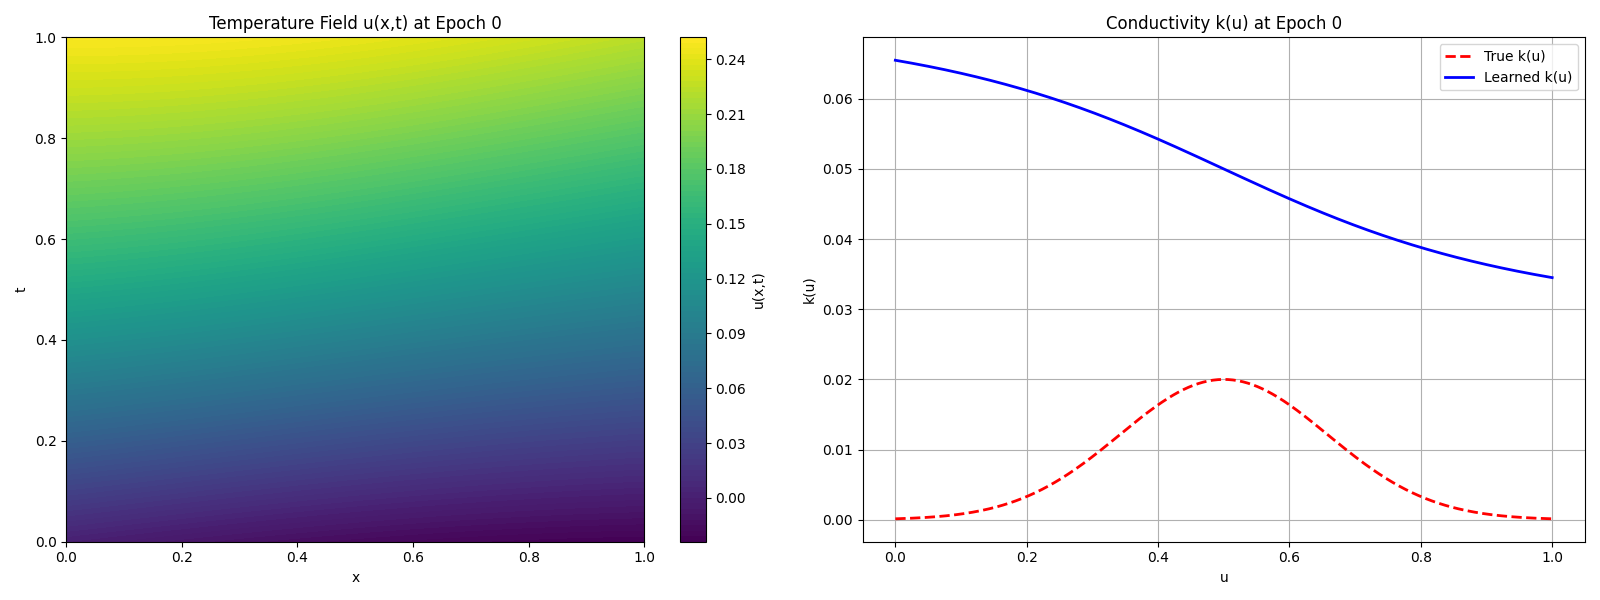 Temperature Field u(x,t) at Epoch 0
1.0
0.8
0.6
0.4
0.2
0.0
t
0.0 0.2 0.4 0.6 0.8 1.0
x
0.24
0.21
0.18
0.15
0.12
0.09
0.06
0.03
0.00
u(x,t)
Conductivity k(u) at Epoch 0
True k(u)
Learned k(u)
0.06
0.05
0.04
0.03
0.02
0.01
0.00
k(u)
0.0 0.2 0.4 0.6 0.8 1.0
u